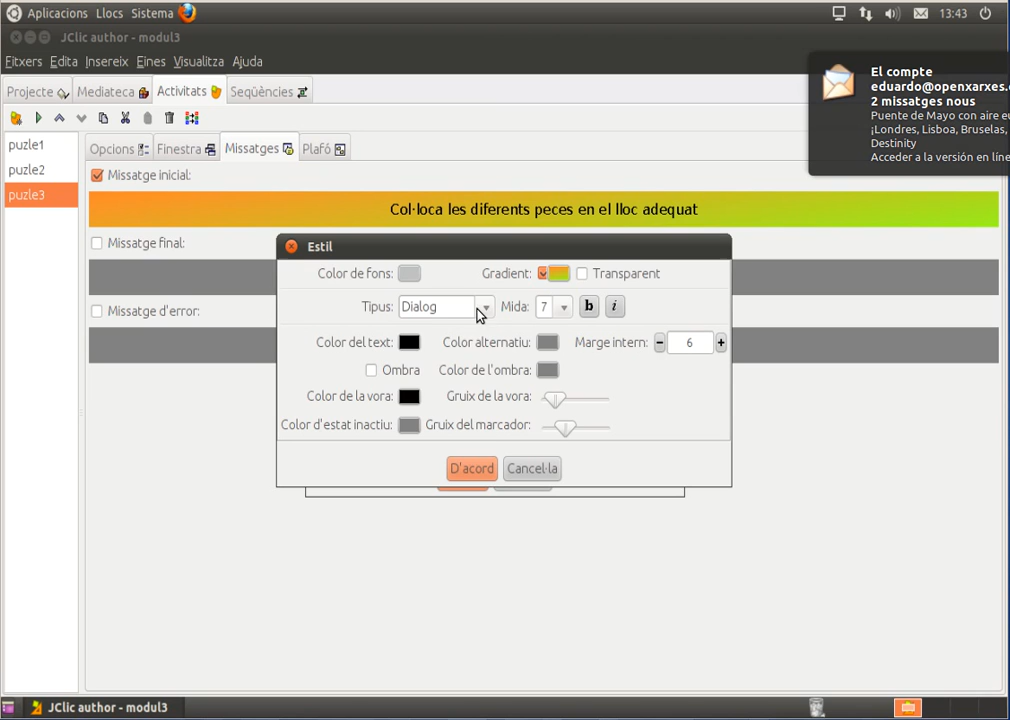 Aplicacions Llocs Sistema 13:43
JClic author - modul3
Fitxers Edita Insereix Eines Visualitza Ajuda
Projecte Mediateca Activitats Seqüències
El compte
eduardo@openxarxes.
2 missatges nous
Puente de Mayo con aire
¡Londres, Lisboa, Bruselas,
Destinity
Acceder a la versión en
puzle1
puzle2
puzle3
Opcions Finestra Missatges Plafó
Missatge inicial:
Col·loca les diferents peces en el lloc adequat
Missatge final:
Missatge d'error:
Estil
Color de fons: Gradient: Transparent
Tipus: Dialog Mida: 7 b i
Color del text: Color alternatiu: Marge intern: - 6 +
Ombra Color de l'ombra:
Color de la vora: Gruix de la vora:
Color d'estat inactiu: Gruix del marcador:
D'acord Cancel·la
JClic author - modul3